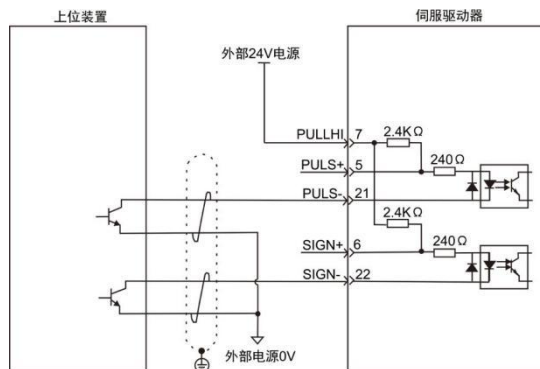 上位装置
伺服驱动器
外部24V电源
PULLHI 7
2.4KΩ
PULS+ 5
240Ω
PULS- 21
2.4KΩ
SIGN+ 6
240Ω
SIGN- 22
外部电源0V